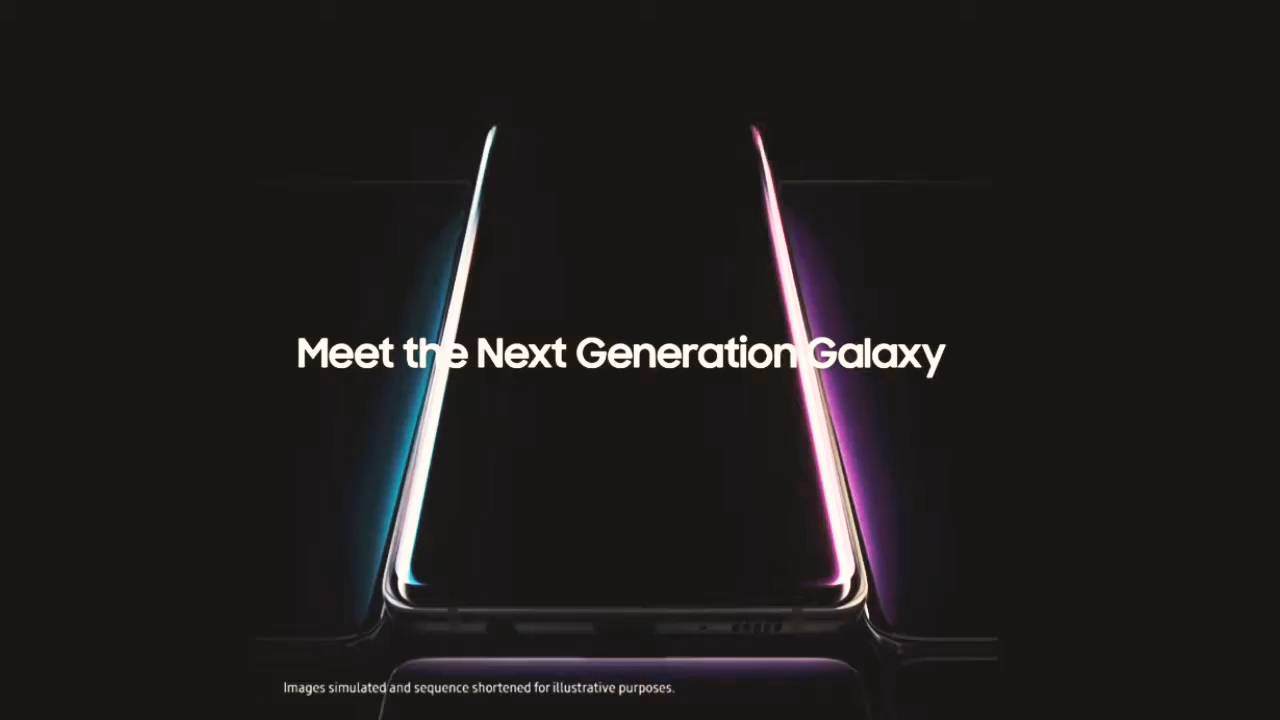 Meet the Next Generation Galaxy
Images simulated and sequence shortened for illustrative purposes.